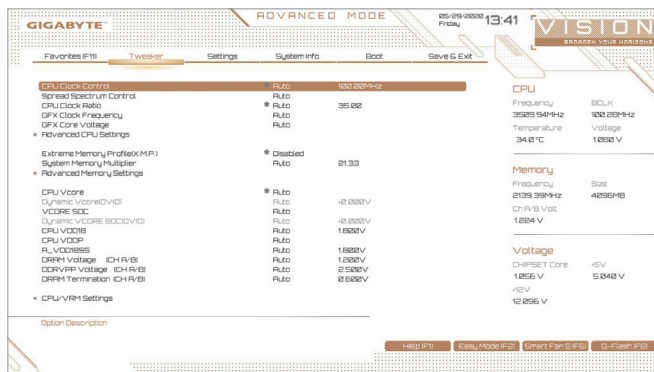 GIGABYTE™
ADVANCED MODE
05/29/2020
Friday
13:41
VISION
BROADEN YOUR HORIZONS
Favorites (F11) Tweaker Settings System Info. Boot Save & Exit
CPU Clock Control Auto 100.00MHz
Spread Spectrum Control Auto
CPU Clock Ratio Auto 35.00
GFX Clock Frequency Auto
GFX Core Voltage Auto
Advanced CPU Settings
Extreme Memory Profile(X.M.P.) Disabled
System Memory Multiplier Auto 21.33
Advanced Memory Settings
CPU Vcore Auto
Dynamic Vcore(DVID) Auto +0.000V
VCORE SOC Auto
Dynamic VCORE SOC(DVID) Auto +0.000V
CPU VDD18 Auto 1.800V
CPU VDDP Auto
A_VDD18S5 Auto 1.800V
DRAM Voltage (CH A/B) Auto 1.200V
DDRVPP Voltage (CH A/B) Auto 2.500V
DRAM Termination (CH A/B) Auto 0.600V
CPU/VRM Settings
Option Description
CPU
Frequency BCLK
3509.94MHz 100.28MHz
Temperature Voltage
34.0 °C 1.080 V
Memory
Frequency Size
2139.39MHz 4096MB
Ch A/B Volt
1.224 V
Voltage
CHIPSET Core +5V
1.056 V 5.040 V
+12V
12.096 V
Help (F1) Easy Mode (F2) Smart Fan 5 (F6) Q-Flash (F8)